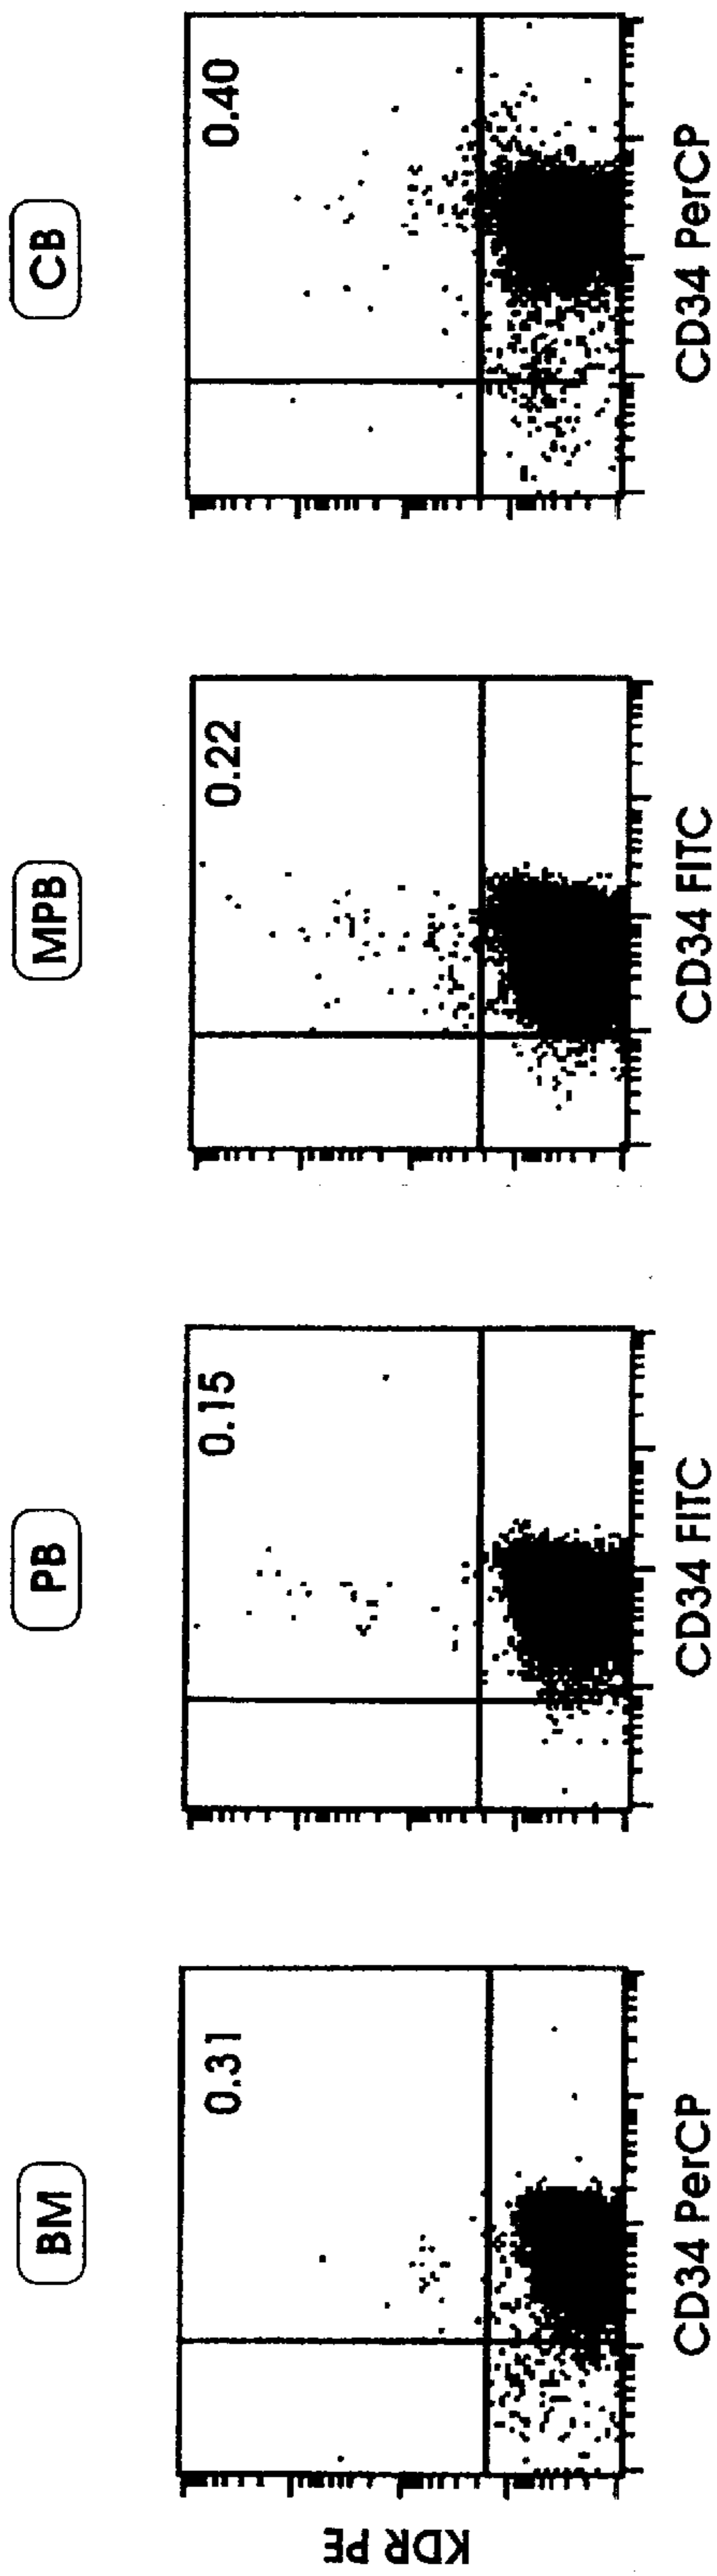 BM
PB
MPB
CB
0.31
0.15
0.22
0.40
KDR PE
CD34 PerCP
CD34 FITC
CD34 FITC
CD34 PerCP